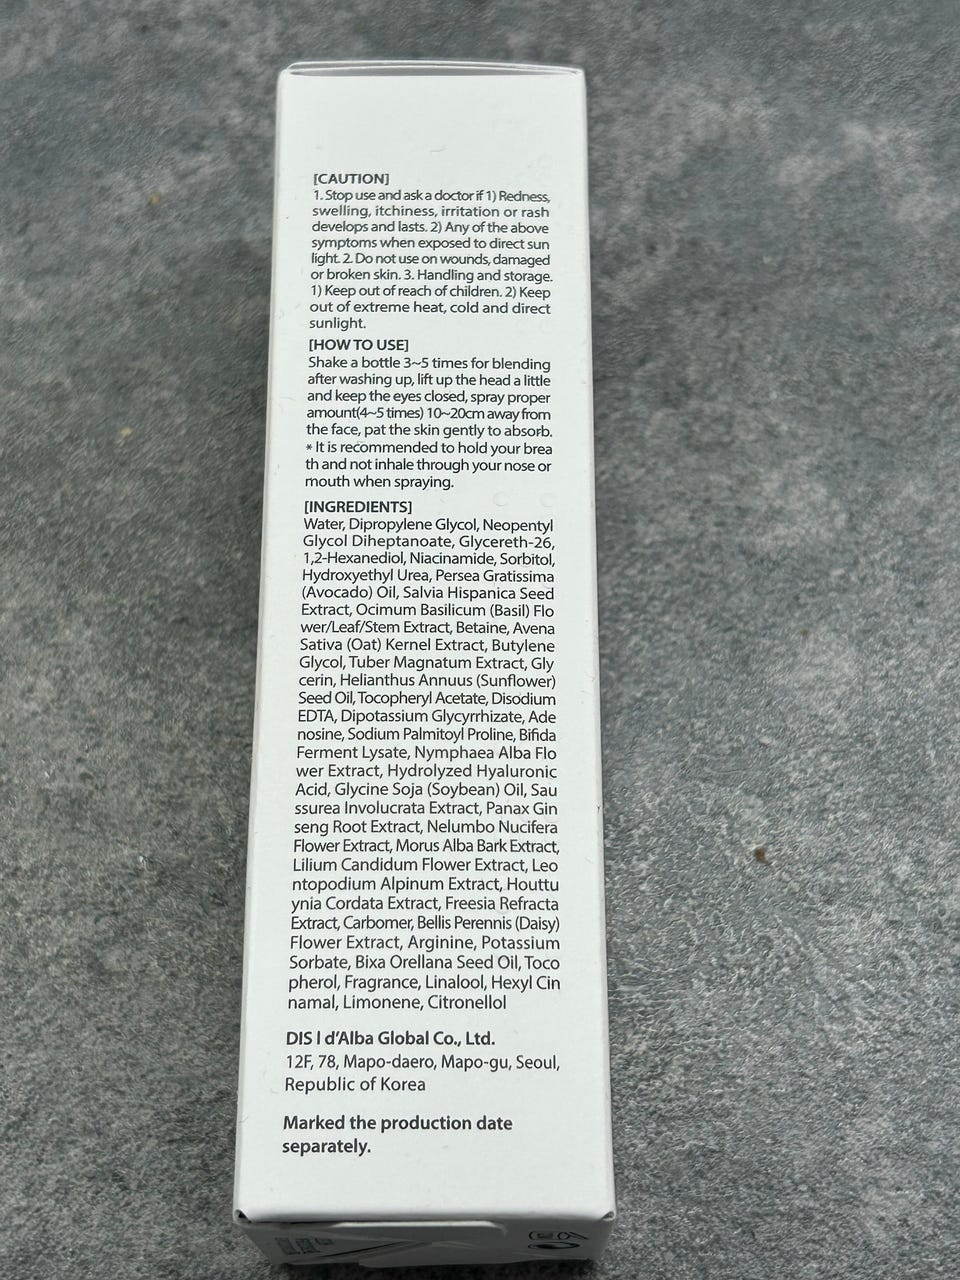 [CAUTION]
1. Stop use and ask a doctor if 1) Redness,
swelling, itchiness, irritation or rash
develops and lasts. 2) Any of the above
symptoms when exposed to direct sun
light. 2. Do not use on wounds, damaged
or broken skin. 3. Handling and storage.
1) Keep out of reach of children. 2) Keep
out of extreme heat, cold and direct
sunlight.
[HOW TO USE]
Shake a bottle 3~5 times for blending
after washing up, lift up the head a little
and keep the eyes closed, spray proper
amount(4~5 times) 10~20cm away from
the face, pat the skin gently to absorb.
* It is recommended to hold your brea
th and not inhale through your nose or
mouth when spraying.
[INGREDIENTS]
Water, Dipropylene Glycol, Neopentyl
Glycol Diheptanoate, Glycereth-26,
1,2-Hexanediol, Niacinamide, Sorbitol,
Hydroxyethyl Urea, Persea Gratissima
(Avocado) Oil, Salvia Hispanica Seed
Extract, Ocimum Basilicum (Basil) Flo
wer/Leaf/Stem Extract, Betaine, Avena
Sativa (Oat) Kernel Extract, Butylene
Glycol, Tuber Magnatum Extract, Gly
cerin, Helianthus Annuus (Sunflower)
Seed Oil, Tocopheryl Acetate, Disodium
EDTA, Dipotassium Glycyrrhizate, Ade
nosine, Sodium Palmitoyl Proline, Bifida
Ferment Lysate, Nymphaea Alba Flo
wer Extract, Hydrolyzed Hyaluronic
Acid, Glycine Soja (Soybean) Oil, Sau
ssurea Involucrata Extract, Panax Gin
seng Root Extract, Nelumbo Nucifera
Flower Extract, Morus Alba Bark Extract,
Lilium Candidum Flower Extract, Leo
ntopodium Alpinum Extract, Houttu
ynia Cordata Extract, Freesia Refracta
Extract, Carbomer, Bellis Perennis (Daisy)
Flower Extract, Arginine, Potassium
Sorbate, Bixa Orellana Seed Oil, Toco
pherol, Fragrance, Linalool, Hexyl Cin
namal, Limonene, Citronellol
DIS l d'Alba Global Co., Ltd.
12F, 78, Mapo-daero, Mapo-gu, Seoul,
Republic of Korea
Marked the production date
separately.